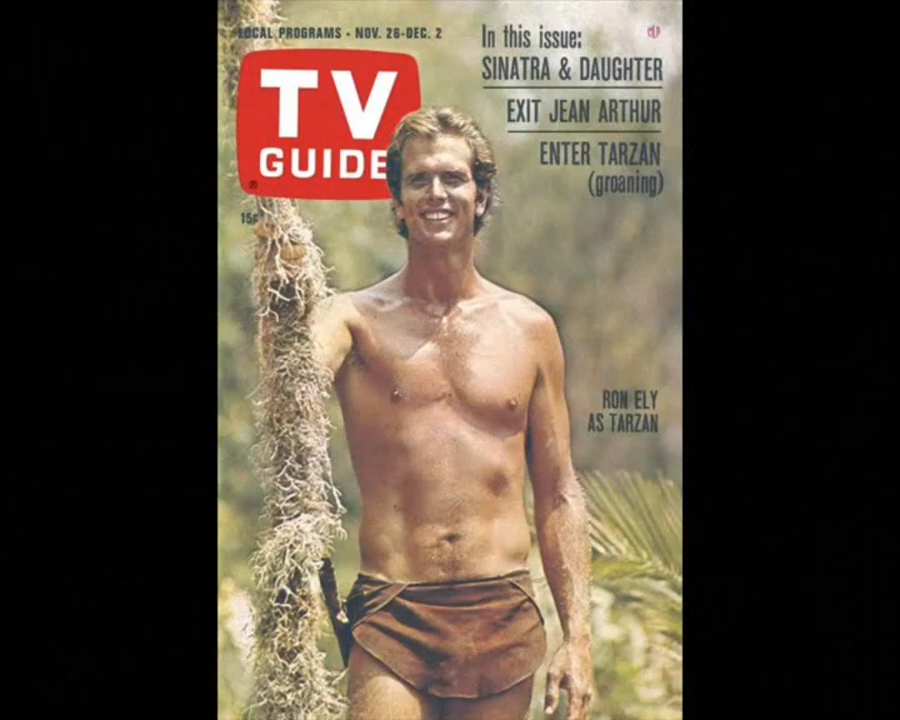 LOCAL PROGRAMS • NOV. 26-DEC. 2
TV
GUIDE
®
15¢
In this issue:
SINATRA & DAUGHTER
EXIT JEAN ARTHUR
ENTER TARZAN
(groaning)
RON ELY
AS TARZAN